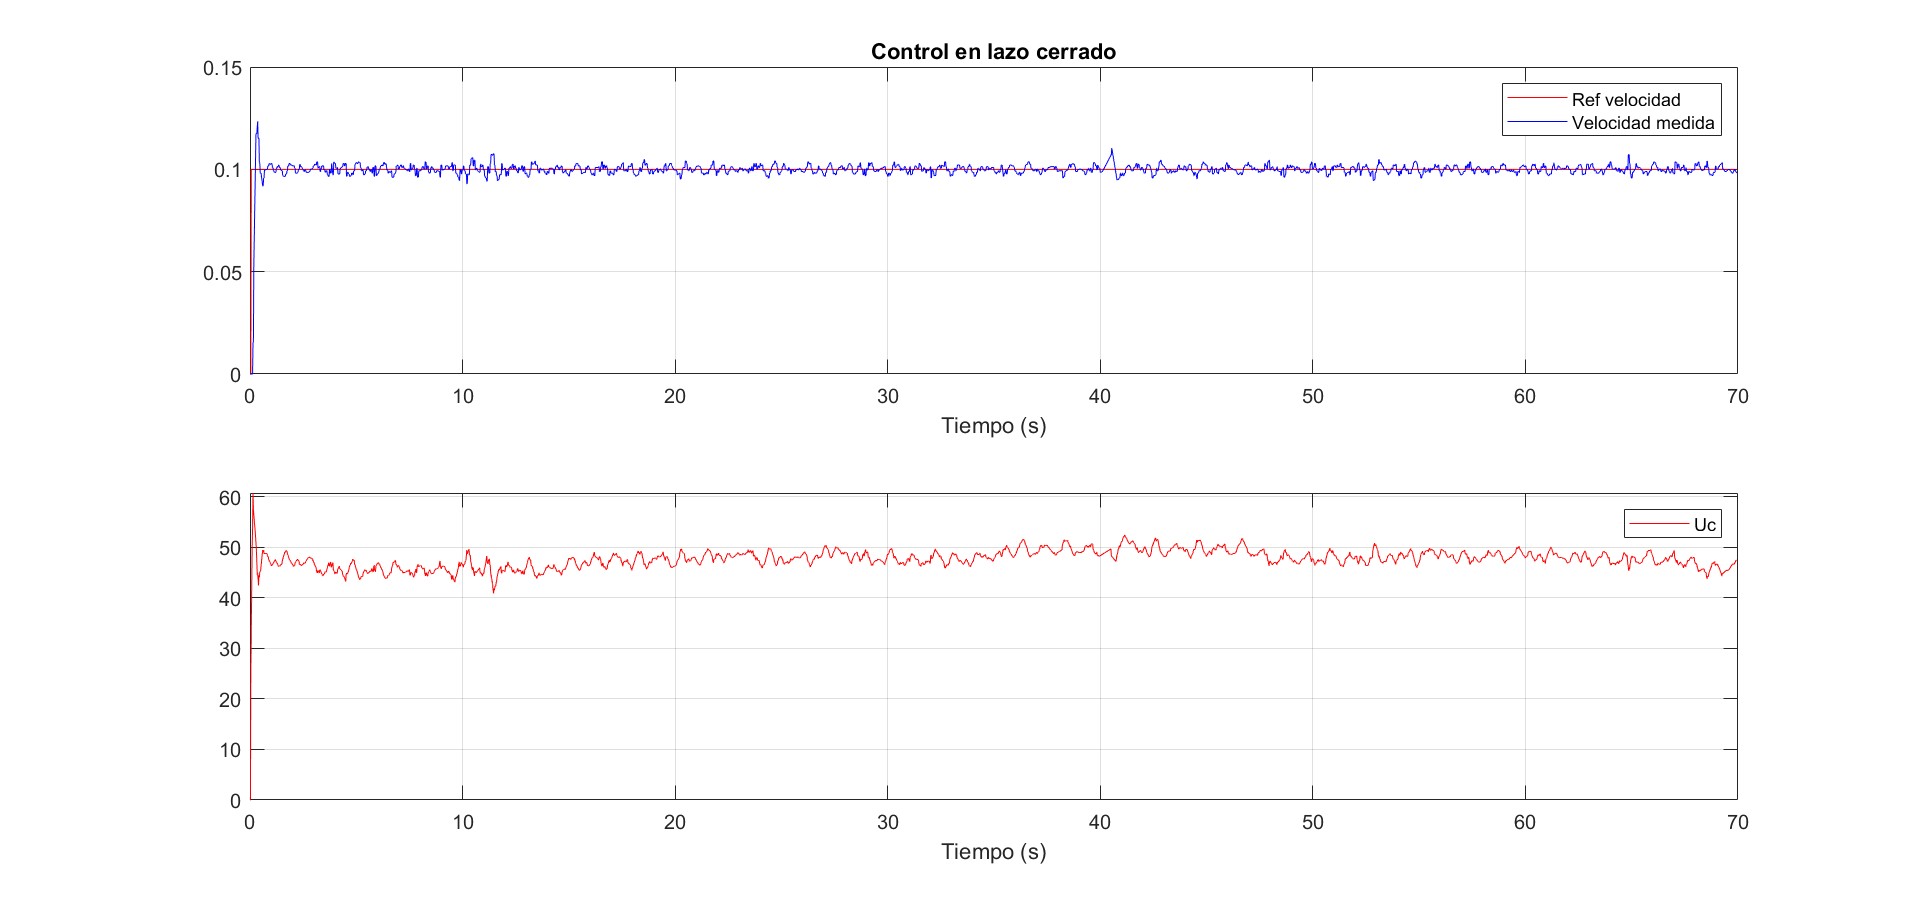 Control en lazo cerrado
0.15
0.1
0.05
0
Ref velocidad
Velocidad medida
0 10 20 30 40 50 60 70
Tiempo (s)
60
50
40
30
20
10
0
Uc
0 10 20 30 40 50 60 70
Tiempo (s)